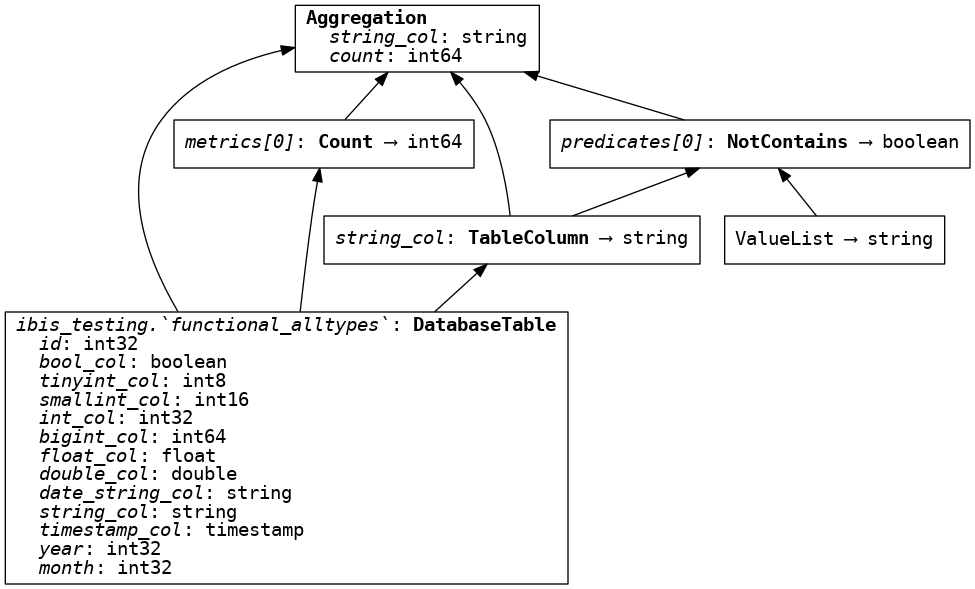 Aggregation
string_col: string
count: int64
metrics[0]: Count → int64
predicates[0]: NotContains → boolean
string_col: TableColumn → string
ValueList → string
ibis_testing.`functional_alltypes`: DatabaseTable
id: int32
bool_col: boolean
tinyint_col: int8
smallint_col: int16
int_col: int32
bigint_col: int64
float_col: float
double_col: double
date_string_col: string
string_col: string
timestamp_col: timestamp
year: int32
month: int32